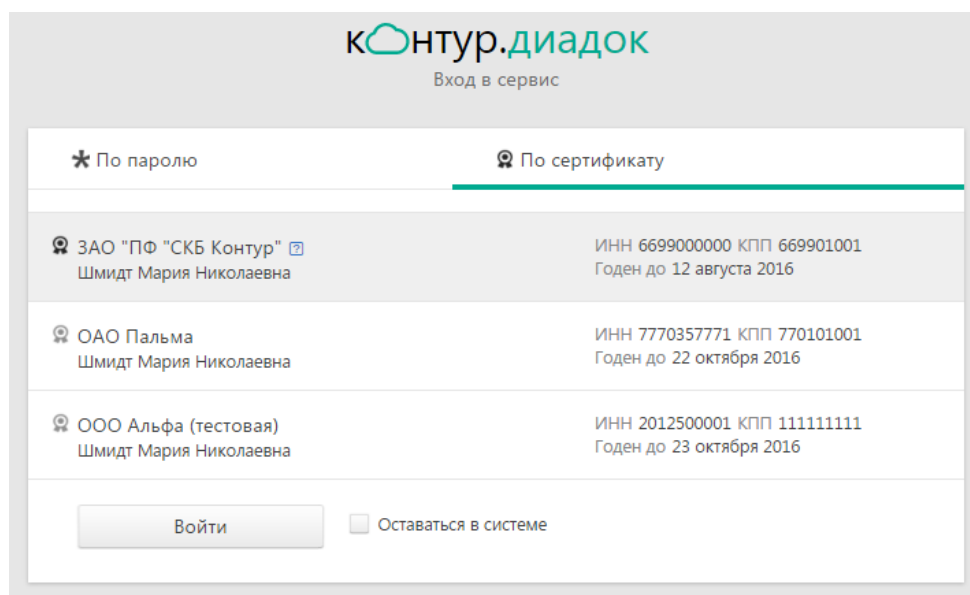 контур.диадок
Вход в сервис
По паролю
По сертификату
ЗАО "ПФ "СКБ Контур" ?
ИНН 6699000000 КПП 669901001
Шмидт Мария Николаевна
Годен до 12 августа 2016
ОАО Пальма
ИНН 7770357771 КПП 770101001
Шмидт Мария Николаевна
Годен до 22 октября 2016
ООО Альфа (тестовая)
ИНН 2012500001 КПП 111111111
Шмидт Мария Николаевна
Годен до 23 октября 2016
Войти
Оставаться в системе